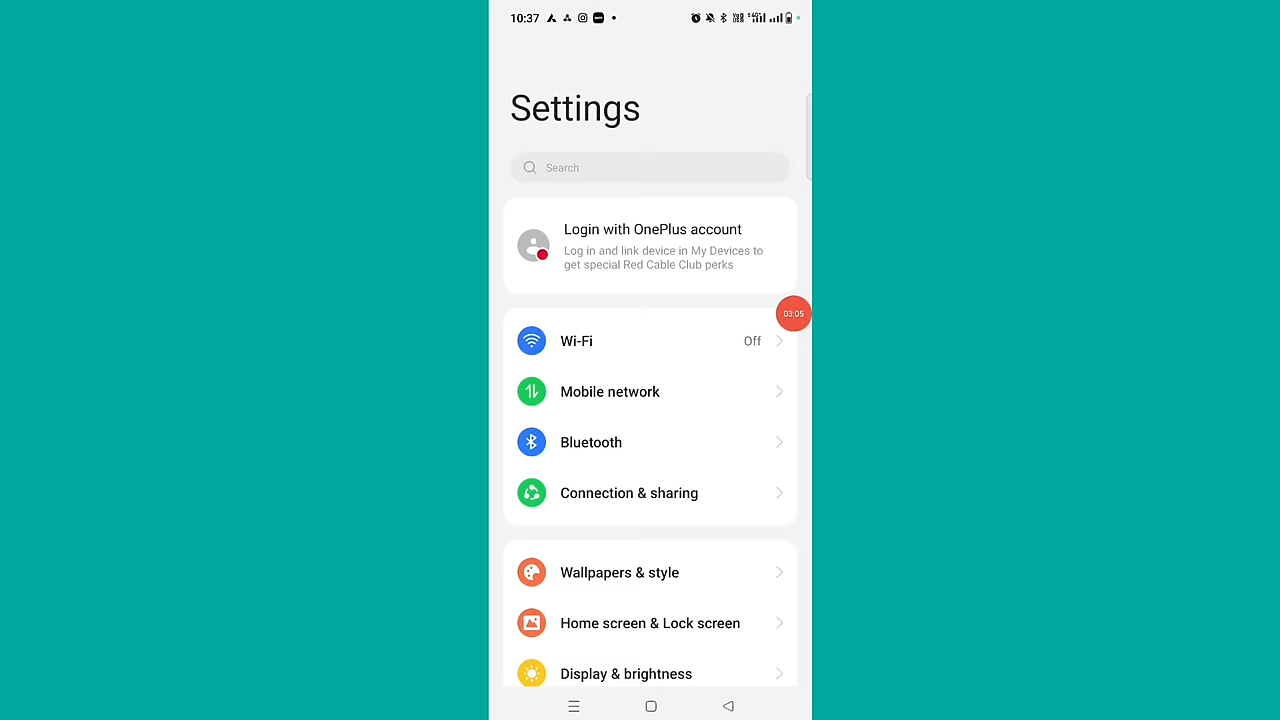 10:37
Settings
Search
Login with OnePlus account
Log in and link device in My Devices to
get special Red Cable Club perks
03:05
Wi-Fi Off
Mobile network
Bluetooth
Connection & sharing
Wallpapers & style
Home screen & Lock screen
Display & brightness